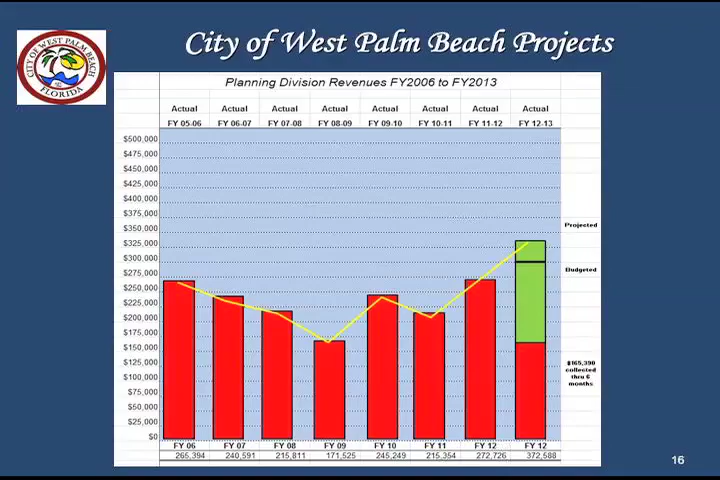 City of West Palm Beach Projects
CITY OF WEST PALM BEACH
FLORIDA
Planning Division Revenues FY2006 to FY2013
Actual Actual Actual Actual Actual Actual Actual Actual
FY 05-06 FY 06-07 FY 07-08 FY 08-09 FY 09-10 FY 10-11 FY 11-12 FY 12-13
$500,000
$475,000
$450,000
$425,000
$400,000
$375,000
$350,000
Projected
$325,000
$300,000
Budgeted
$275,000
$250,000
$225,000
$200,000
$175,000
$150,000
$125,000
$165,390
collected
thru 6
months
$100,000
$75,000
$50,000
$25,000
$0
FY 06 FY 07 FY 08 FY 09 FY 10 FY 11 FY 12 FY 12
265,394 240,591 215,811 171,525 245,249 215,354 272,726 372,588
16